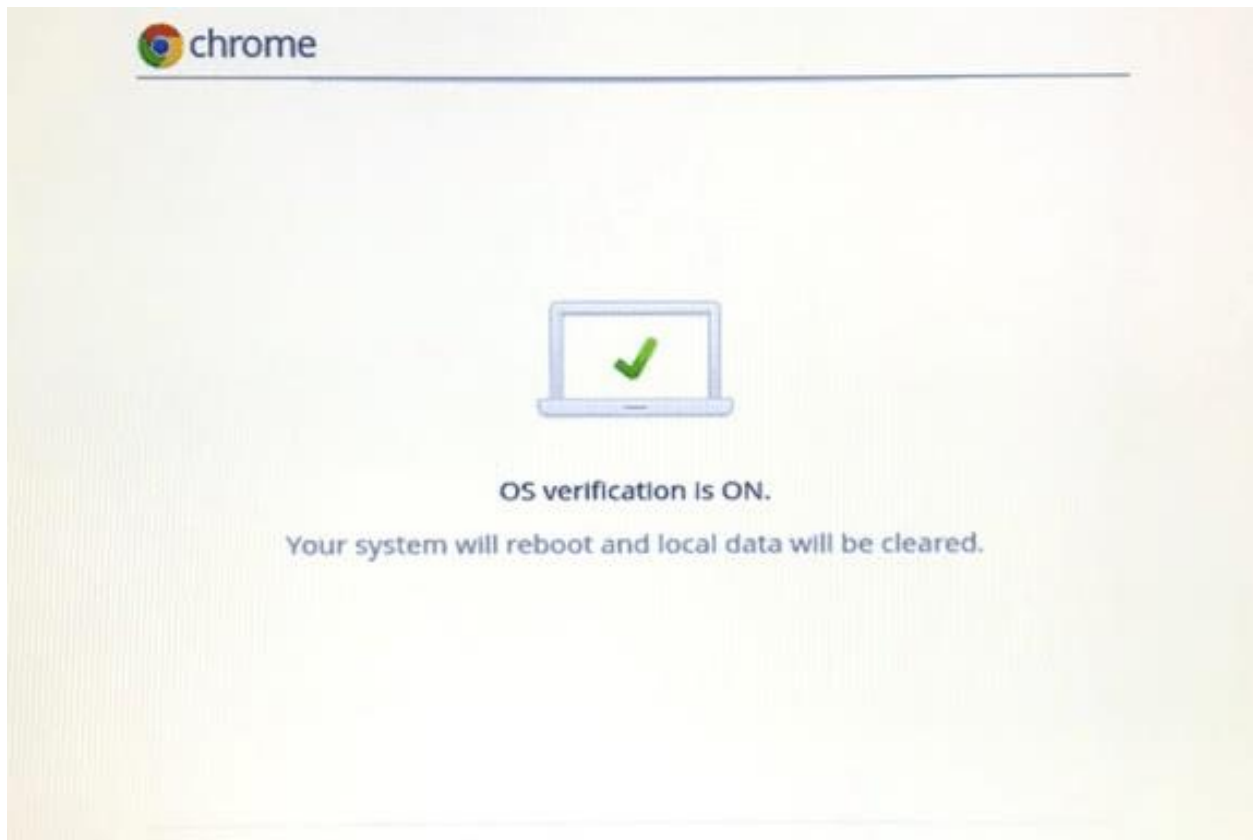 chrome
OS verification is ON.
Your system will reboot and local data will be cleared.